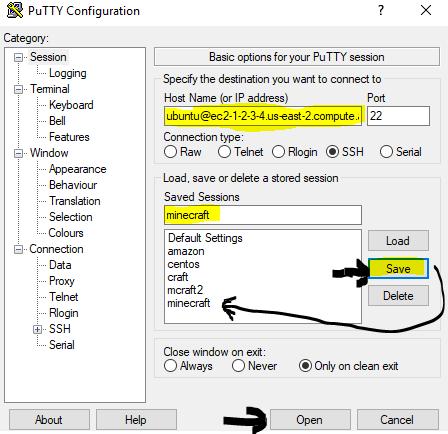 PuTTY Configuration
Category:
Session
Logging
Terminal
Keyboard
Bell
Features
Window
Appearance
Behaviour
Translation
Selection
Colours
Connection
Data
Proxy
Telnet
Rlogin
SSH
Serial
Basic options for your PuTTY session
Specify the destination you want to connect to
Host Name (or IP address) Port
ubuntu@ec2-1-2-3-4.us-east-2.compute. 22
Connection type:
Raw Telnet Rlogin SSH Serial
Load, save or delete a stored session
Saved Sessions
minecraft
Default Settings
amazon
centos
craft
mcraft2
minecraft
Load
Save
Delete
Close window on exit:
Always Never Only on clean exit
About Help Open Cancel